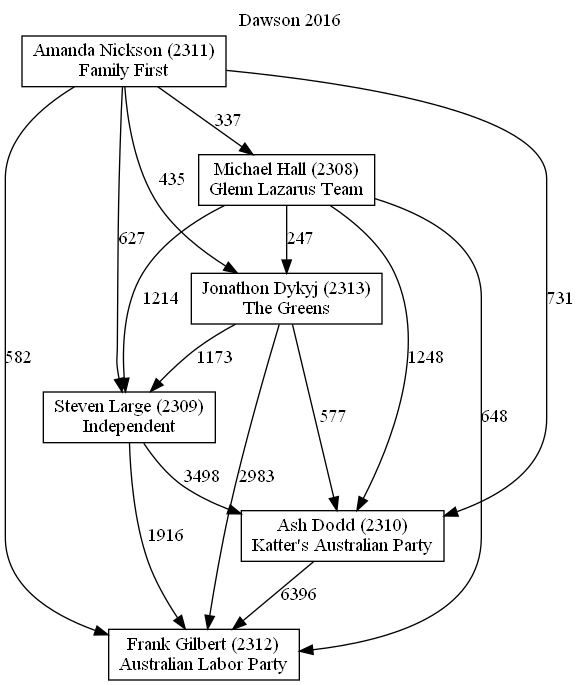 Dawson 2016
Amanda Nickson (2311)
Family First
337
Michael Hall (2308)
Glenn Lazarus Team
435
627
247
Jonathon Dykyj (2313)
The Greens
1214
731
582
1173
1248
Steven Large (2309)
Independent
577
648
3498
2983
Ash Dodd (2310)
Katter's Australian Party
1916
6396
Frank Gilbert (2312)
Australian Labor Party